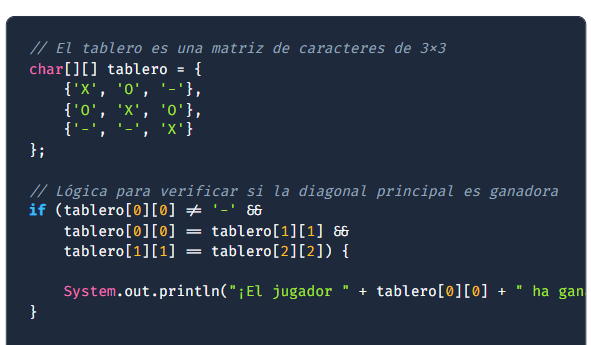 // El tablero es una matriz de caracteres de 3×3
char[][] tablero = {
    {'X', 'O', '-'},
    {'O', 'X', 'O'},
    {'-', '-', 'X'}
};

// Lógica para verificar si la diagonal principal es ganadora
if (tablero[0][0] != '-' &&
    tablero[0][0] == tablero[1][1] &&
    tablero[1][1] == tablero[2][2]) {

    System.out.println("¡El jugador " + tablero[0][0] + " ha
}